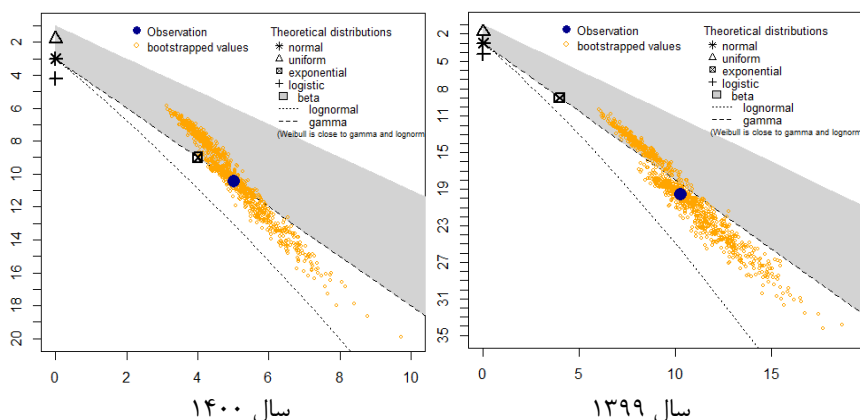 Observation
bootstrapped values
Theoretical distributions
normal
uniform
exponential
logistic
beta
lognormal
gamma
(Weibull is close to gamma and lognorm
1
2
3
4
5
6
8
10
12
14
16
18
20
0 2 4 6 8 10
سال ۱۴۰۰
Observation
bootstrapped values
Theoretical distributions
normal
uniform
exponential
logistic
beta
lognormal
gamma
(Weibull is close to gamma and lognorm
2
5
8
11
15
19
23
27
31
35
0 5 10 15
سال ۱۳۹۹